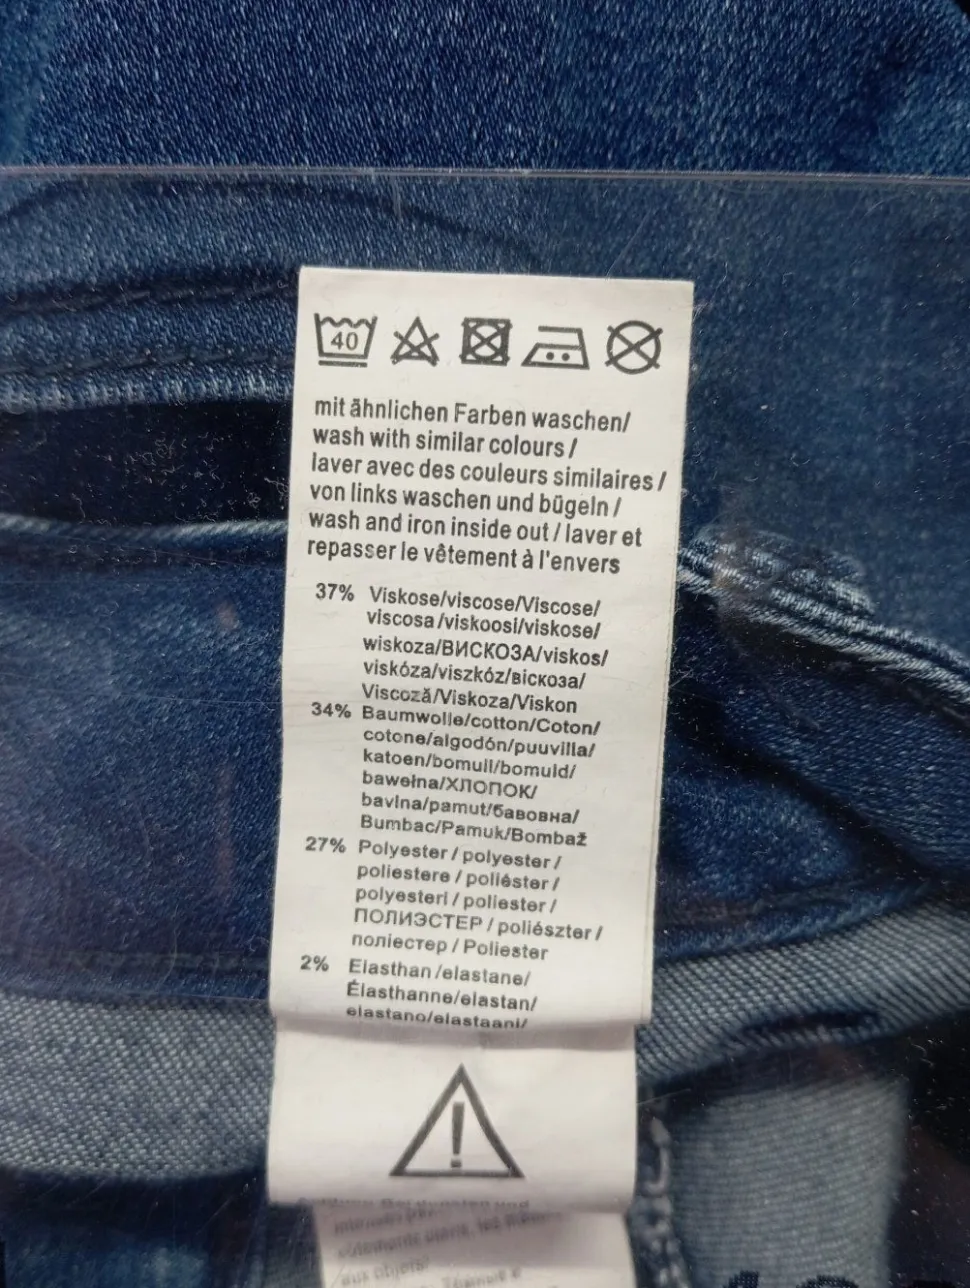 40
mit ähnlichen Farben waschen/
wash with similar colours /
laver avec des couleurs similaires /
von links waschen und bügeln /
wash and iron inside out / laver et
repasser le vêtement à l'envers
37% Viskose/viscose/Viscose/
viscosa/viskoosi/viskose/
wiskoza/ВИСКОЗА/viskos/
viskóza/viszkóz/віскоза/
Viscoză/Viskoza/Viskon
34% Baumwolle/cotton/Coton/
cotone/algodón/puuvilla/
katoen/bomull/bomuld/
bawełna/ХЛОПОК/
bavlna/pamut/бавовна/
Bumbac/Pamuk/Bombaž
27% Polyester / polyester /
poliestere / poliéster /
polyesteri / poliester /
ПОЛИЭСТЕР / poliészter /
поліестер / Poliester
2% Elasthan /elastane/
Élasthanne/elastan/
elastano/elastaani/